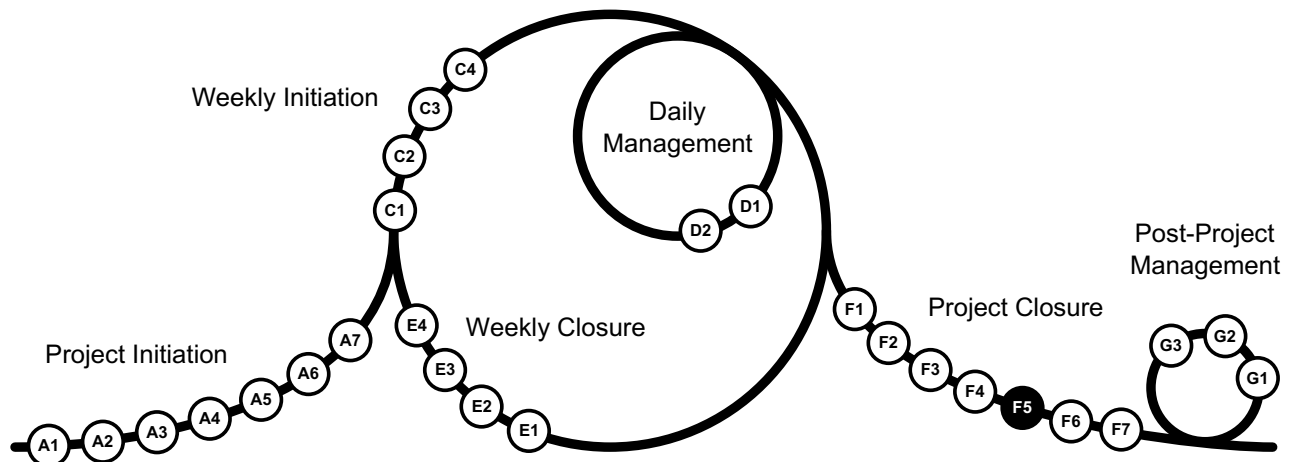 Weekly Initiation
C4
C3
C2
C1
Daily
Management
D1
D2
Post-Project
Management
G3
G2
G1
Project Initiation
A1
A2
A3
A4
A5
A6
A7
Weekly Closure
E4
E3
E2
E1
Project Closure
F1
F2
F3
F4
F5
F6
F7